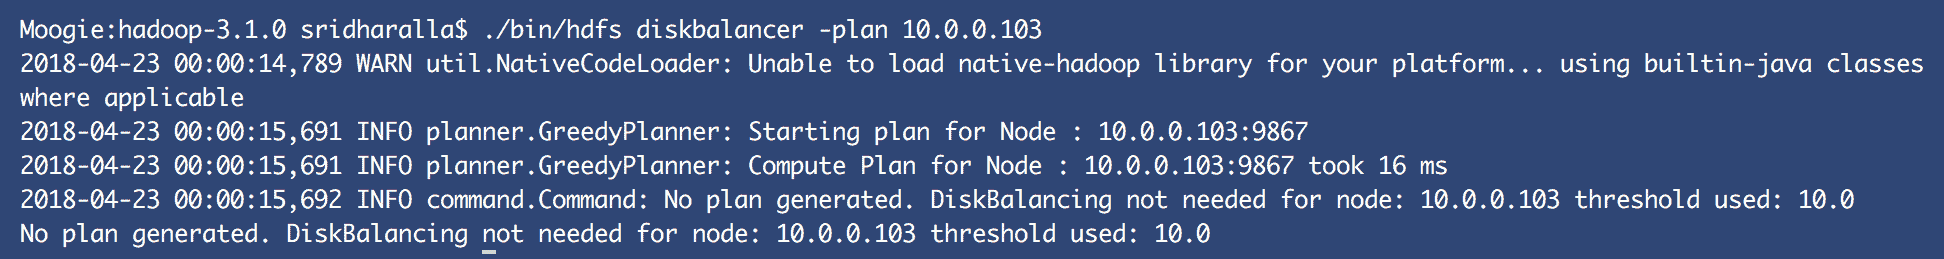 Moogie:hadoop-3.1.0 sridharalla$ ./bin/hdfs diskbalancer -plan 10.0.0.103
2018-04-23 00:00:14,789 WARN util.NativeCodeLoader: Unable to load native-hadoop library for your platform... using builtin-java classes
where applicable
2018-04-23 00:00:15,691 INFO planner.GreedyPlanner: Starting plan for Node : 10.0.0.103:9867
2018-04-23 00:00:15,691 INFO planner.GreedyPlanner: Compute Plan for Node : 10.0.0.103:9867 took 16 ms
2018-04-23 00:00:15,692 INFO command.Command: No plan generated. DiskBalancing not needed for node: 10.0.0.103 threshold used: 10.0
No plan generated. DiskBalancing not needed for node: 10.0.0.103 threshold used: 10.0